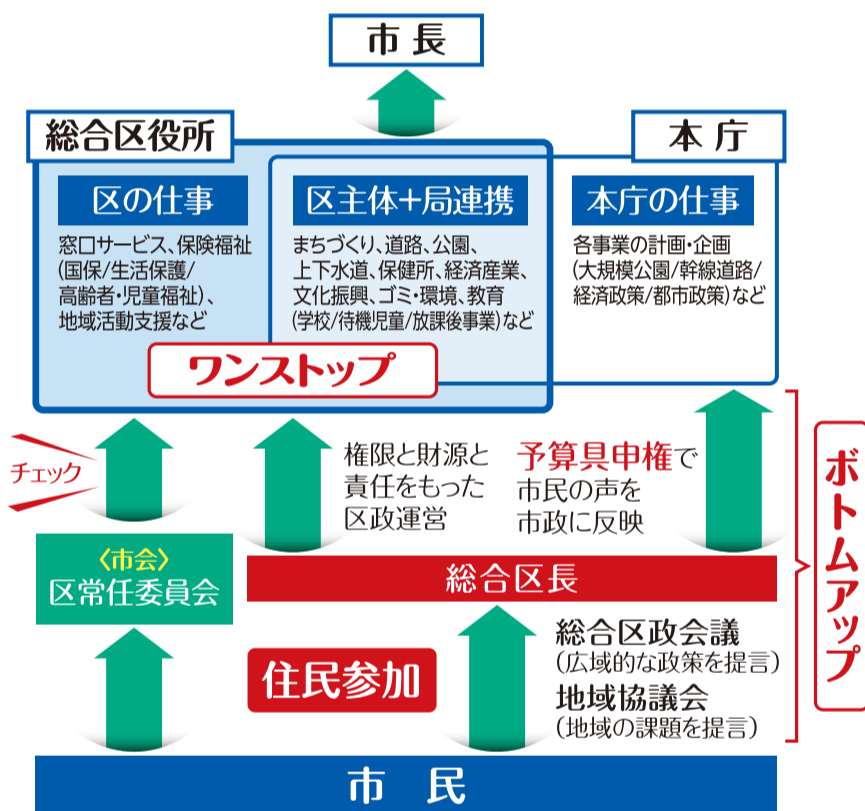 市長
総合区役所
本庁
区の仕事
窓口サービス、保険福祉
(国保/生活保護/
高齢者・児童福祉)、
地域活動支援など
区主体+局連携
まちづくり、道路、公園、
上下水道、保健所、経済産業、
文化振興、ゴミ・環境、教育
(学校/待機児童/放課後事業)など
本庁の仕事
各事業の計画・企画
(大規模公園/幹線道路/
経済政策/都市政策)など
ワンストップ
チェック
権限と財源と
責任をもった
区政運営
予算具申権で
市民の声を
市政に反映
ボトムアップ
〈市会〉
区常任委員会
総合区長
住民参加
総合区政会議
(広域的な政策を提言)
地域協議会
(地域の課題を提言)
市民